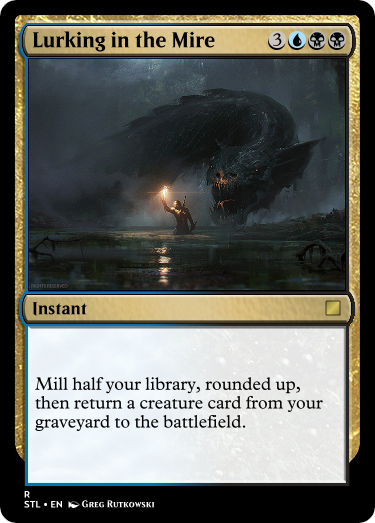 Lurking in the Mire 3
Instant
Mill half your library, rounded up,
then return a creature card from your
graveyard to the battlefield.
R
STL • EN Greg Rutkowski